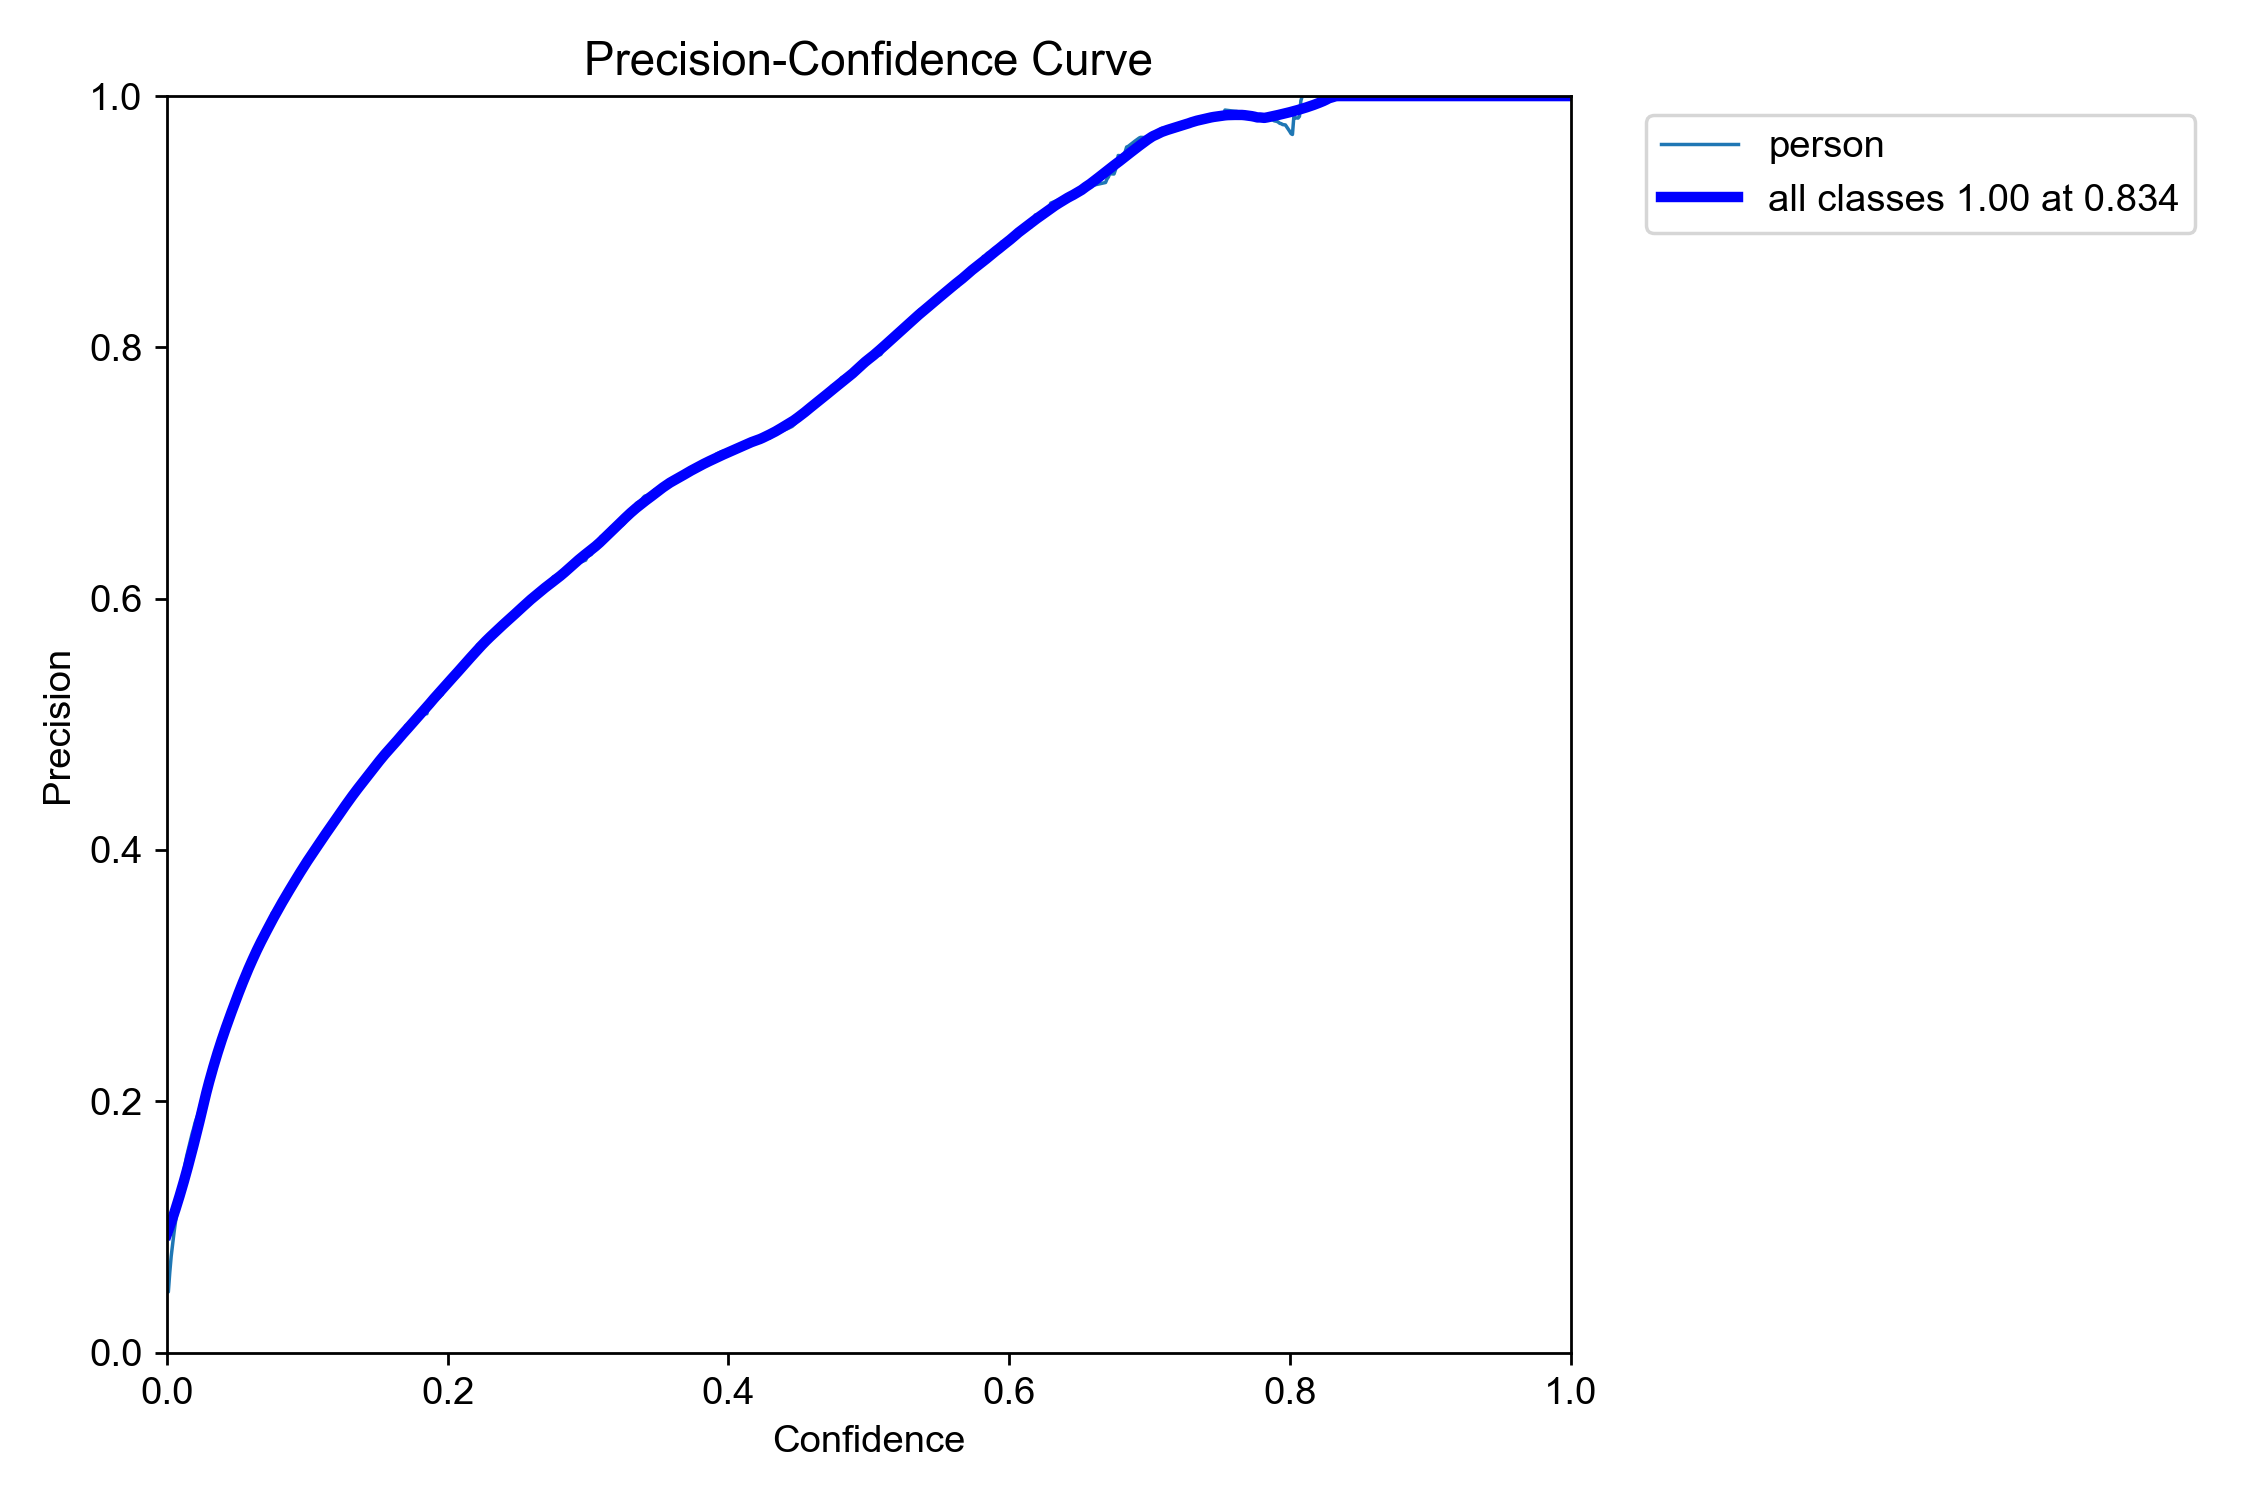 Precision-Confidence Curve
1.0
0.8
0.6
0.4
0.2
0.0
Precision
0.0 0.2 0.4 0.6 0.8 1.0
Confidence
person
all classes 1.00 at 0.834